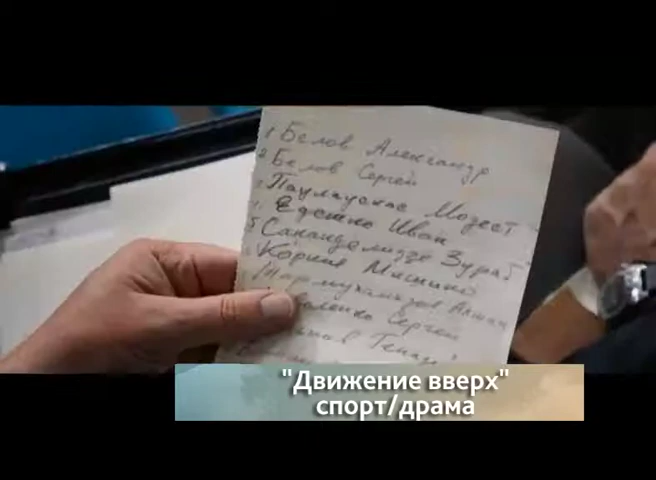 1 Белов Александр
2 Белов Сергей
3 Паулаускас Модест
4. Едешко Иван
5 Саканделидзе Зураб
Коркия Мишико
Жармухамедов Алжан
Сергей
"Движение вверх"
спорт/драма